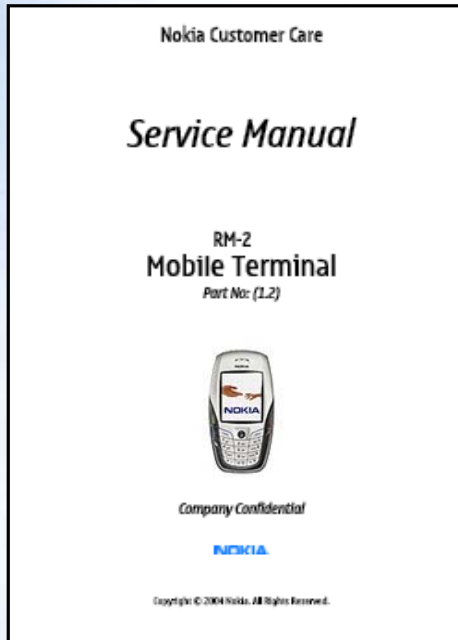 Nokia Customer Care
Service Manual
RM-2
Mobile Terminal
Part No: (1.2)
NOKIA
Company Confidential
NOKIA
Copyright © 2004 Nokia. All Rights Reserved.